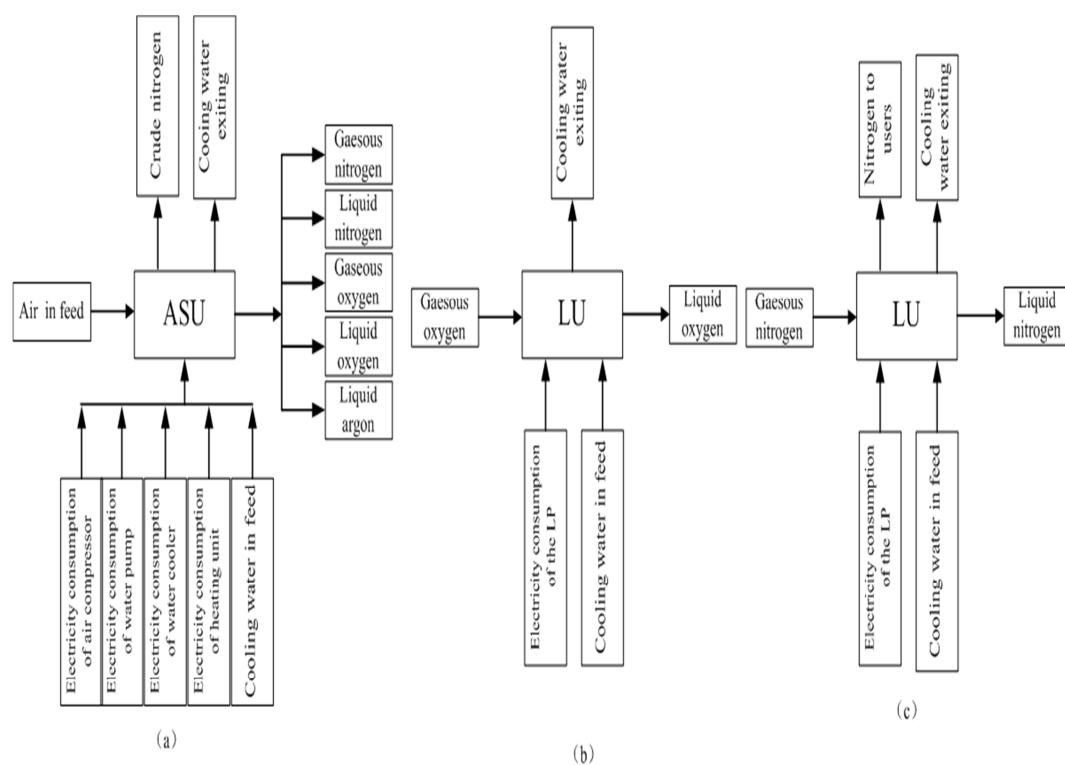 Crude nitrogen
Cooing water
exiting
Gaesous
nitrogen
Liquid
nitrogen
Gaseous
oxygen
Liquid
oxygen
Liquid
argon
Air in feed
ASU
Electricity consumption
of air compressor
Electricity consumption
of water pump
Electricity consumption
of water cooler
Electricity consumption
of heating unit
Cooling water in feed
(a)
Cooling water
exiting
Gaesous
oxygen
LU
Liquid
oxygen
Electricity consumption
of the LP
Cooling water in feed
(b)
Nitrogen to
users
Cooling
water exiting
Gaesous
nitrogen
LU
Liquid
nitrogen
Electricity consumption
of the LP
Cooling water in feed
(c)